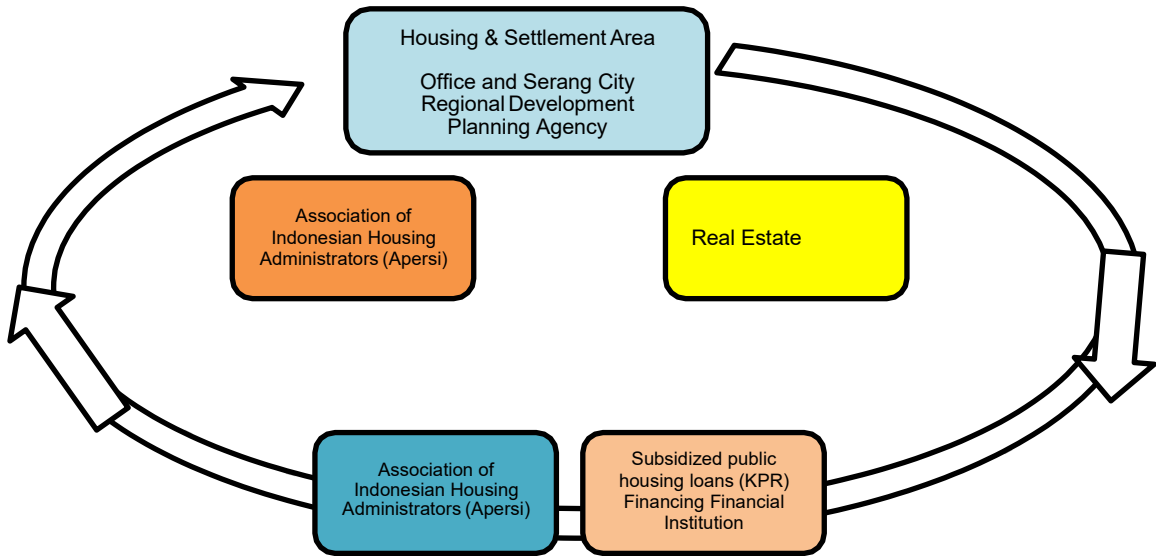 Housing & Settlement Area
Office and Serang City
Regional Development
Planning Agency
Association of
Indonesian Housing
Administrators (Apersi)
Real Estate
Association of
Indonesian Housing
Administrators (Apersi)
Subsidized public
housing loans (KPR)
Financing Financial
Institution